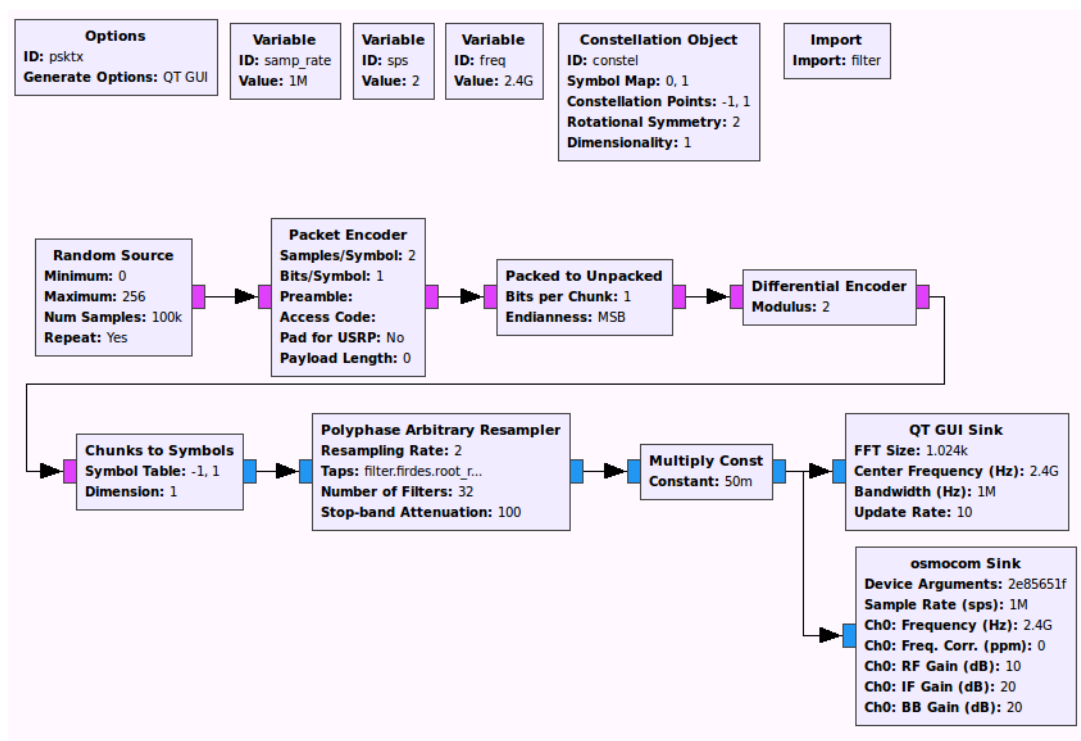 Options
ID: psktx
Generate Options: QT GUI
Variable
ID: samp_rate
Value: 1M
Variable
ID: sps
Value: 2
Variable
ID: freq
Value: 2.4G
Constellation Object
ID: constel
Symbol Map: 0, 1
Constellation Points: -1, 1
Rotational Symmetry: 2
Dimensionality: 1
Import
Import: filter
Random Source
Minimum: 0
Maximum: 256
Num Samples: 100k
Repeat: Yes
Packet Encoder
Samples/Symbol: 2
Bits/Symbol: 1
Preamble:
Access Code:
Pad for USRP: No
Payload Length: 0
Packed to Unpacked
Bits per Chunk: 1
Endianness: MSB
Differential Encoder
Modulus: 2
Chunks to Symbols
Symbol Table: -1, 1
Dimension: 1
Polyphase Arbitrary Resampler
Resampling Rate: 2
Taps: filter.firdes.root_r...
Number of Filters: 32
Stop-band Attenuation: 100
Multiply Const
Constant: 50m
QT GUI Sink
FFT Size: 1.024k
Center Frequency (Hz): 2.4G
Bandwidth (Hz): 1M
Update Rate: 10
osmocom Sink
Device Arguments: 2e85651f
Sample Rate (sps): 1M
Ch0: Frequency (Hz): 2.4G
Ch0: Freq. Corr. (ppm): 0
Ch0: RF Gain (dB): 10
Ch0: IF Gain (dB): 20
Ch0: BB Gain (dB): 20